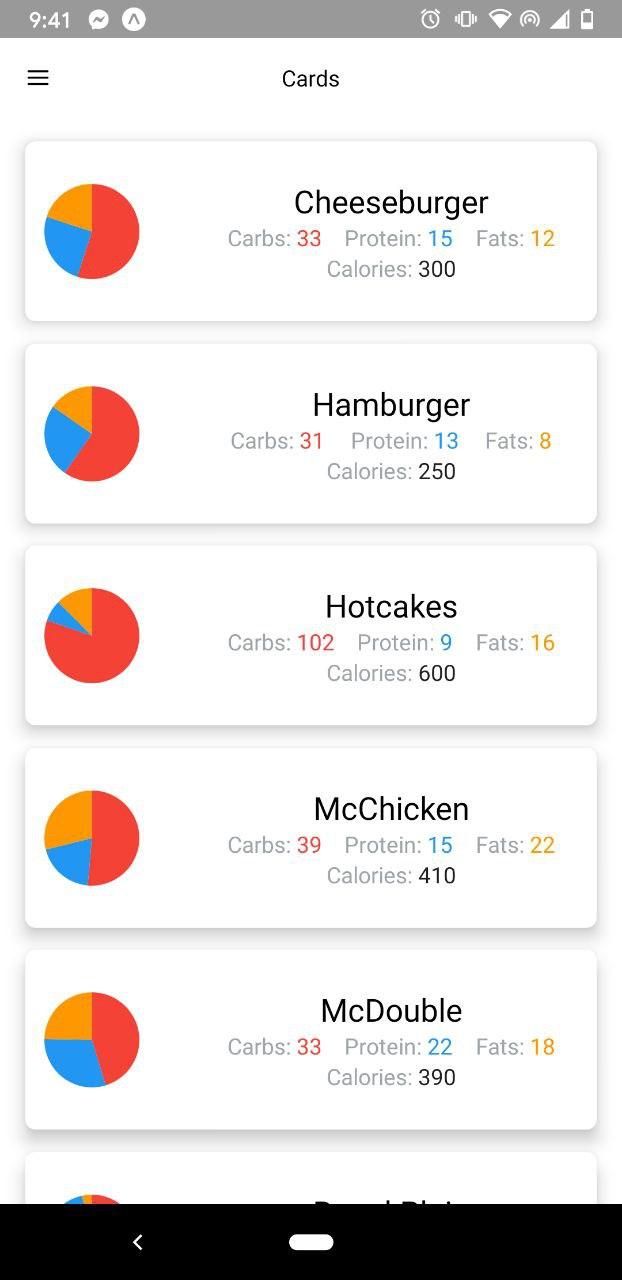 9:41
Cards
Cheeseburger
Carbs: 33 Protein: 15 Fats: 12
Calories: 300
Hamburger
Carbs: 31 Protein: 13 Fats: 8
Calories: 250
Hotcakes
Carbs: 102 Protein: 9 Fats: 16
Calories: 600
McChicken
Carbs: 39 Protein: 15 Fats: 22
Calories: 410
McDouble
Carbs: 33 Protein: 22 Fats: 18
Calories: 390